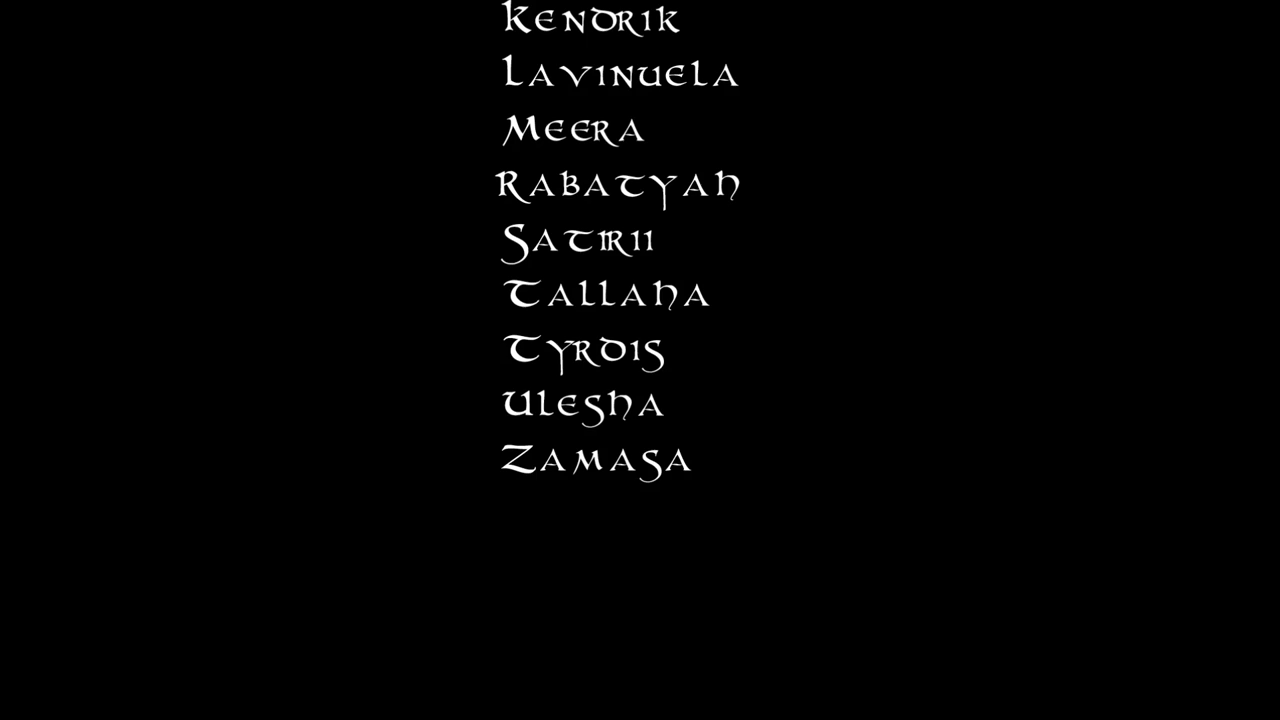 Kendrik
Lavinuela
Meera
Rabatyah
Satirii
Tallaha
Tyrdis
Ulesha
Zamasa